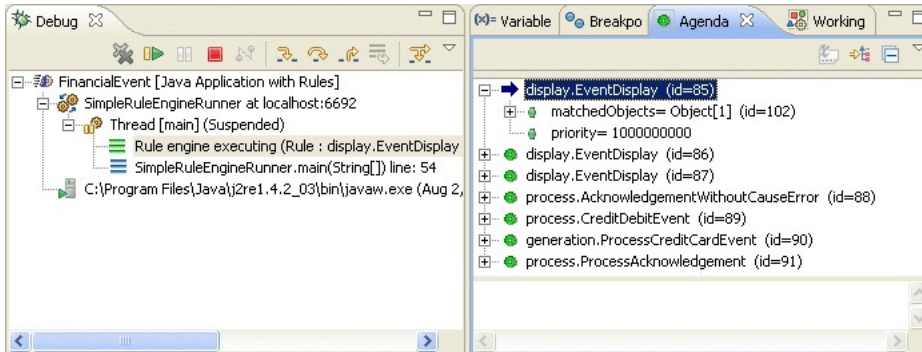 Debug
FinancialEvent [Java Application with Rules]
SimpleRuleEngineRunner at localhost:6692
Thread [main] (Suspended)
Rule engine executing (Rule : display.EventDisplay
SimpleRuleEngineRunner.main(String[]) line: 54
C:\Program Files\Java\j2re1.4.2_03\bin\javaw.exe (Aug 2,
(x)= Variable Breakpo Agenda Working
display.EventDisplay (id=85)
matchedObjects= Object[1] (id=102)
priority= 1000000000
display.EventDisplay (id=86)
display.EventDisplay (id=87)
process.AcknowledgementWithoutCauseError (id=88)
process.CreditDebitEvent (id=89)
generation.ProcessCreditCardEvent (id=90)
process.ProcessAcknowledgement (id=91)